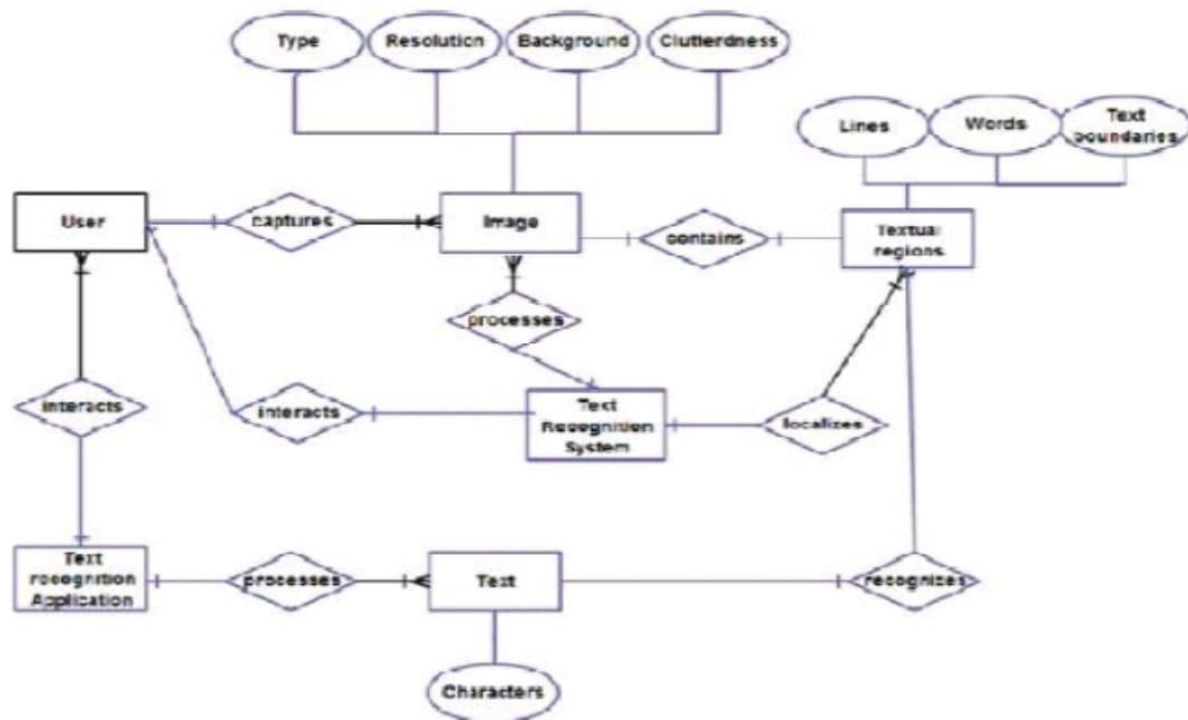 Type
Resolution
Background
Clutterdness
Lines
Words
Text
boundaries
User
captures
Image
contains
Textual
regions
processes
interacts
interacts
Text
Recognition
System
localizes
Text
recognition
Application
processes
Text
recognizes
Characters